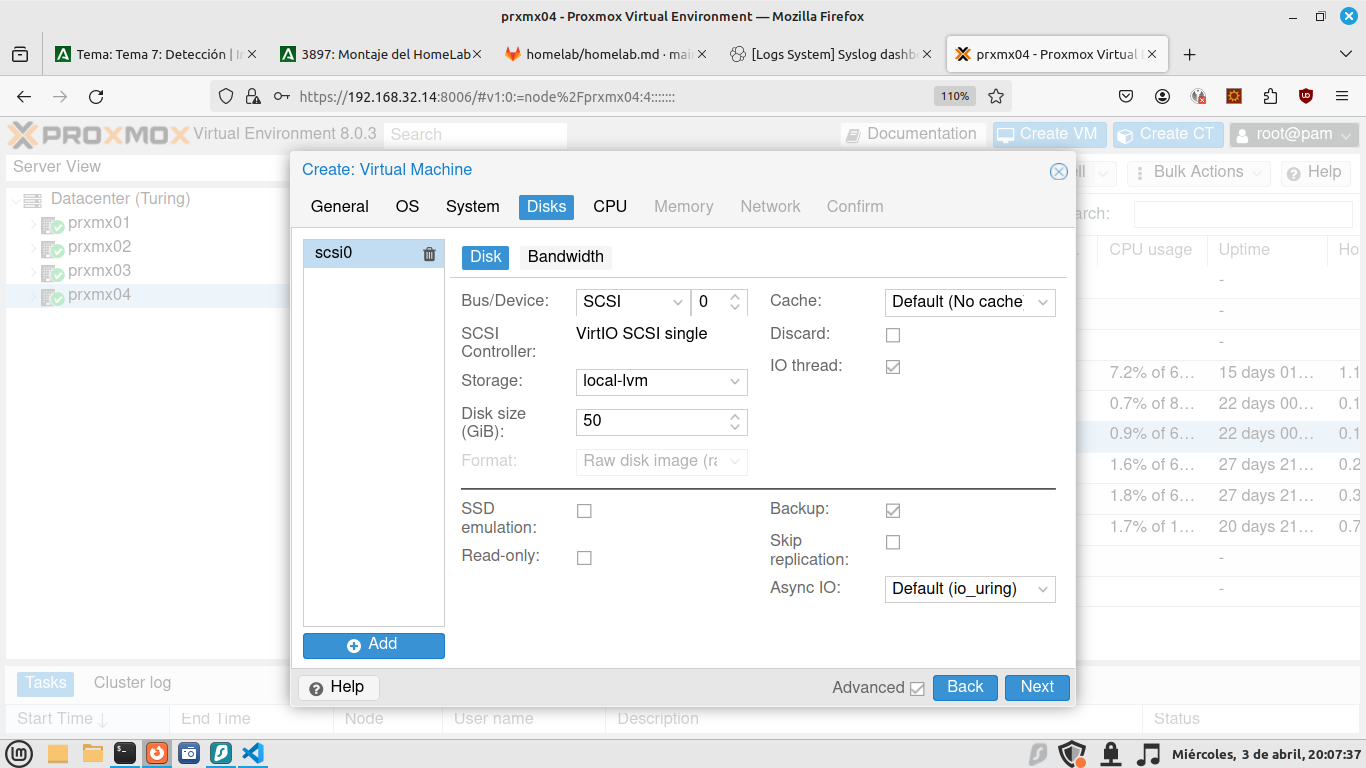 prxmx04 - Proxmox Virtual Environment — Mozilla Firefox
Tema: Tema 7: Detección | In
3897: Montaje del HomeLab
homelab/homelab.md · mai
[Logs System] Syslog dashb
prxmx04 - Proxmox Virtual
https://192.168.32.14:8006/#v1:0:=node%2Fprxmx04:4:::::::
110%
PROXMOX Virtual Environment 8.0.3
Search
Documentation
Create VM
Create CT
root@pam
Server View
Bulk Actions
Help
Datacenter (Turing)
prxmx01
prxmx02
prxmx03
prxmx04
arch:
CPU usage
Uptime
Ho
-
-
-
7.2% of 6... 15 days 01... 1.1
0.7% of 8... 22 days 00... 0.1
0.9% of 6... 22 days 00... 0.1
1.6% of 6... 27 days 21... 0.2
1.8% of 6... 27 days 21... 0.3
1.7% of 1... 20 days 21... 0.7
-
-
Create: Virtual Machine
General OS System Disks CPU Memory Network Confirm
scsi0
Disk Bandwidth
Bus/Device: SCSI 0
SCSI Controller: VirtIO SCSI single
Storage: local-lvm
Disk size (GiB): 50
Format: Raw disk image (ra
Cache: Default (No cache)
Discard:
IO thread:
SSD emulation:
Read-only:
Backup:
Skip replication:
Async IO: Default (io_uring)
Add
Help
Advanced
Back
Next
Tasks Cluster log
Start Time End Time Node User name Description Status
Miércoles, 3 de abril, 20:07:37